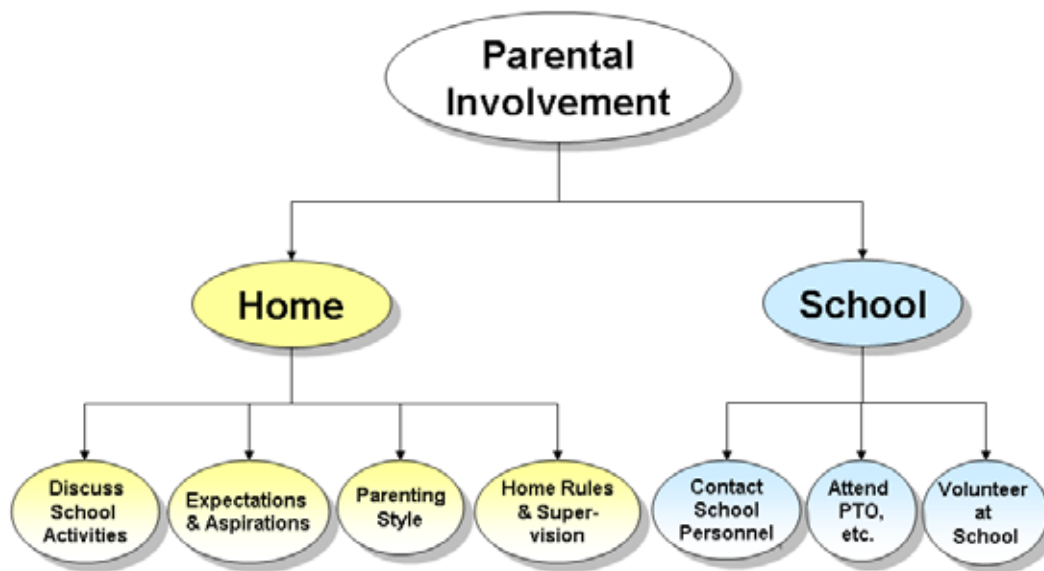 Parental
Involvement
Home
School
Discuss
School
Activities
Expectations
& Aspirations
Parenting
Style
Home Rules
& Super-
vision
Contact
School
Personnel
Attend
PTO,
etc.
Volunteer
at
School